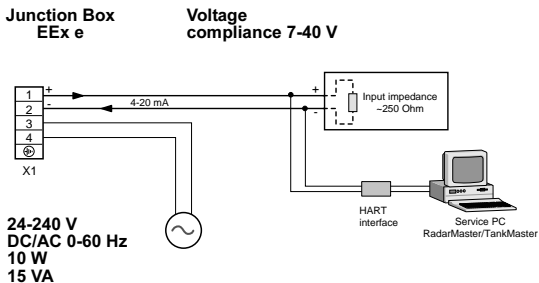 Junction Box
EEx e
Voltage
compliance 7-40 V
1
2
3
4
+
-
4-20 mA
+
-
Input impedance
~250 Ohm
X1
HART
interface
Service PC
RadarMaster/TankMaster
24-240 V
DC/AC 0-60 Hz
10 W
15 VA